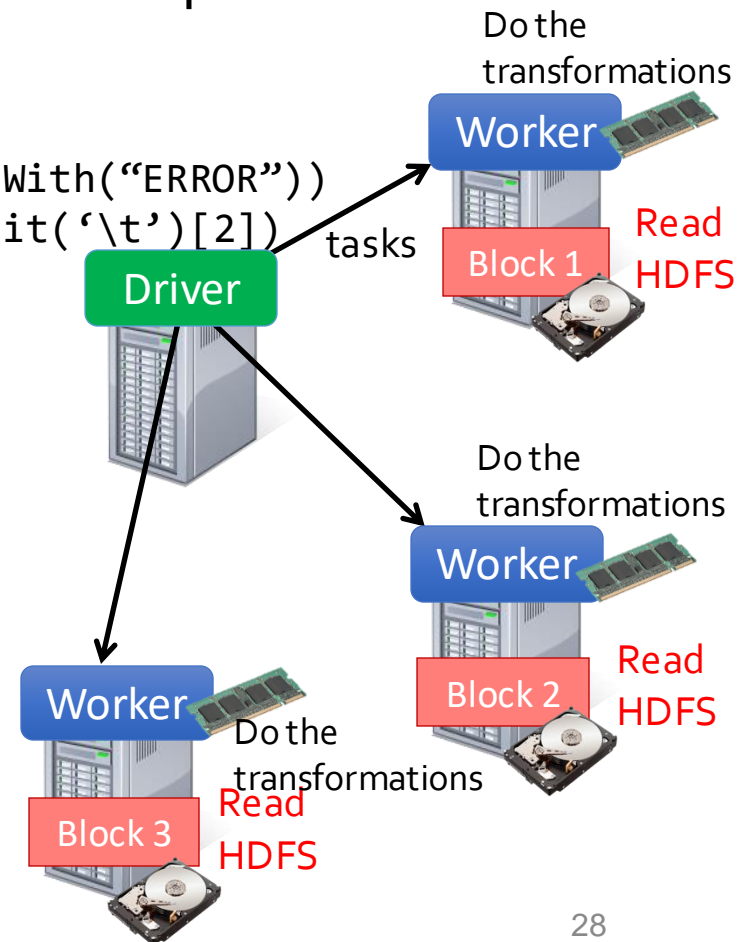 Do the
transformations
Worker
With(“ERROR”))
it(‘\t’)[2])
tasks
Read
HDFS
Block 1
Driver
Do the
transformations
Worker
Read
HDFS
Block 2
Worker
Do the
transformations
Read
HDFS
Block 3
28